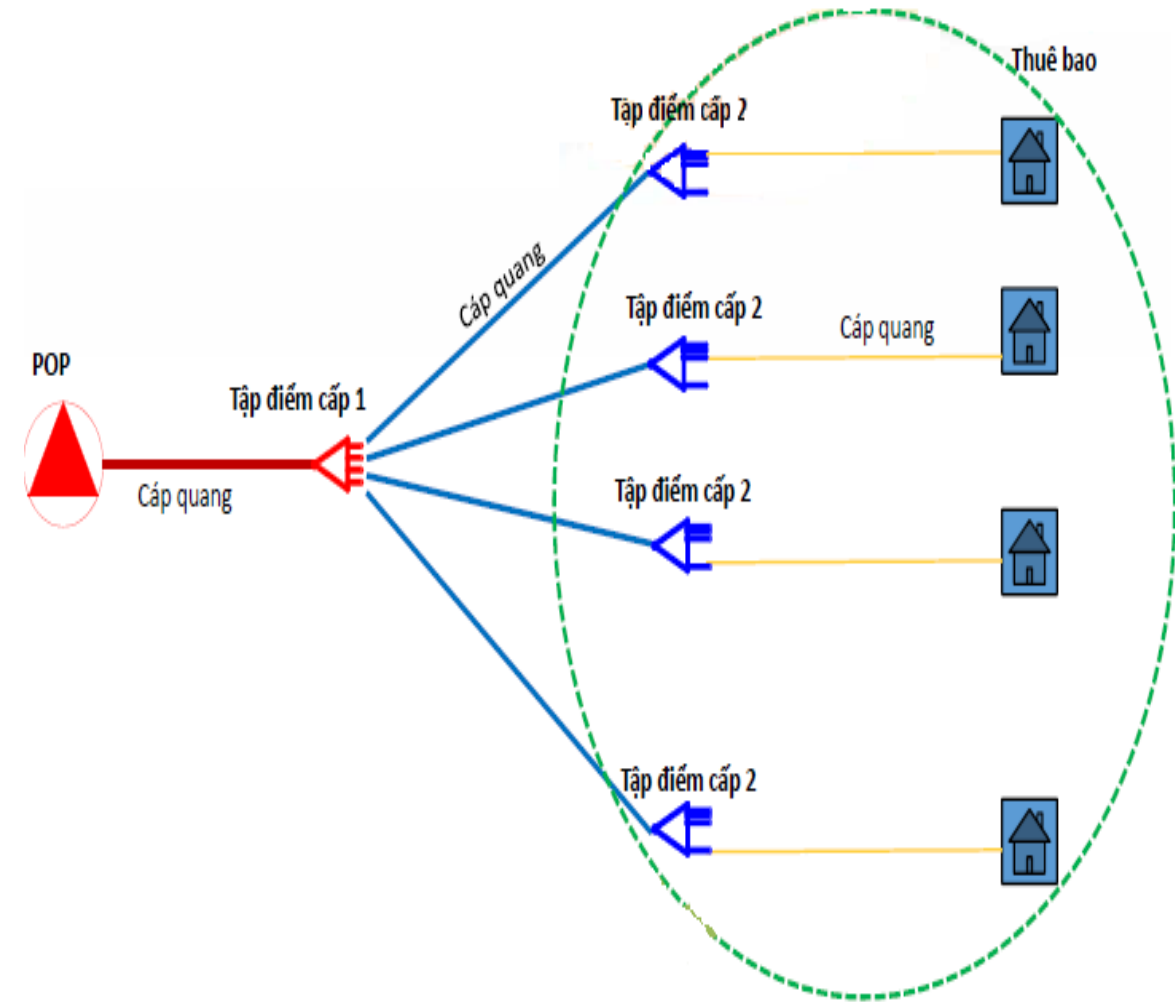 Thuê bao
Tập điểm cấp 2
Cáp quang
Tập điểm cấp 2
Cáp quang
POP
Tập điểm cấp 1
Cáp quang
Tập điểm cấp 2
Tập điểm cấp 2